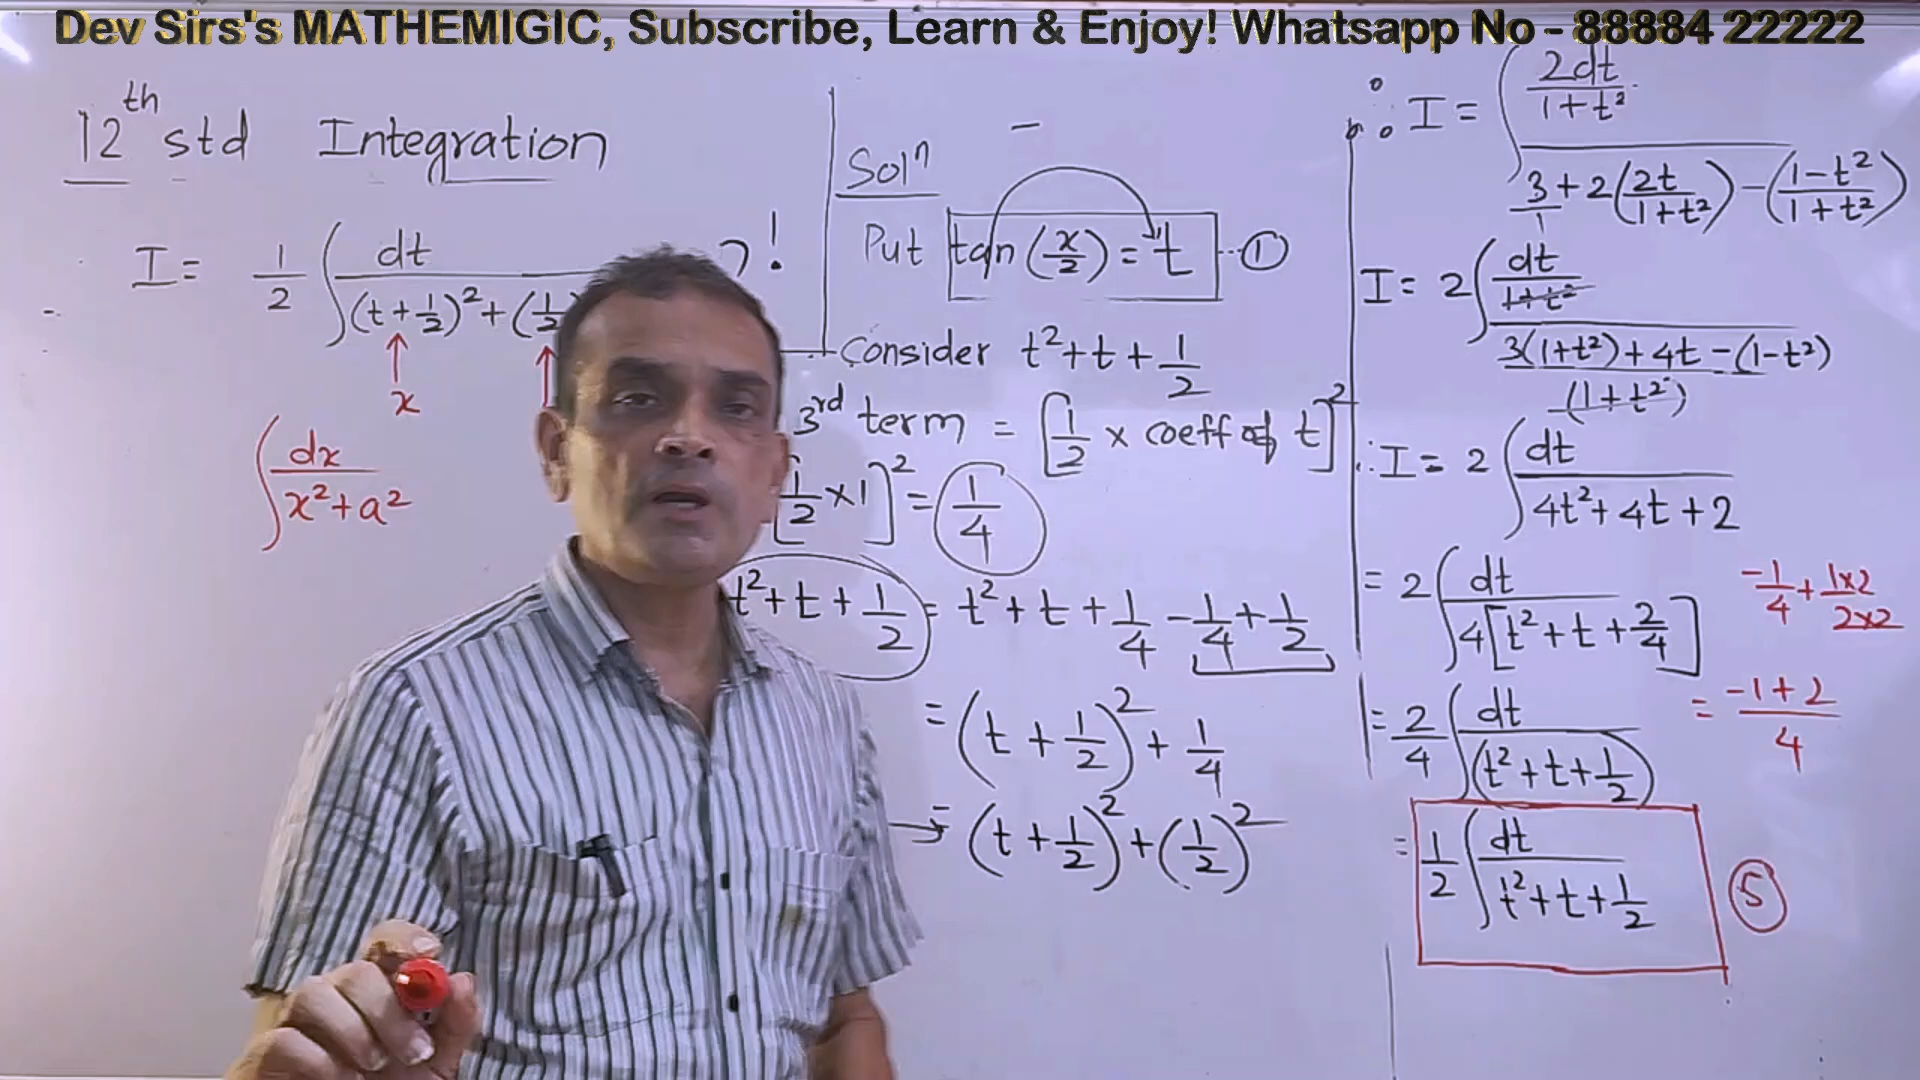 Dev Sirs's MATHEMIGIC, Subscribe, Learn & Enjoy! Whatsapp No - 88884 22222
12th std Integration
I = 1/2 ∫ dt / (t + 1/2)² + (1/2
!
x
∫ dx / x² + a²
Solⁿ
Put tan (x/2) = t ①
Consider t² + t + 1/2
3rd term = [1/2 × coeff of t]²
[1/2 × 1]² = 1/4
t² + t + 1/2 = t² + t + 1/4 - 1/4 + 1/2
= (t + 1/2)² + 1/4
→ = (t + 1/2)² + (1/2)²
∴ I = ∫ 2dt/1+t² / 3/1 + 2(2t/1+t²) - (1-t²/1+t²)
I = 2 ∫ dt/1+t² / 3(1+t²) + 4t - (1-t²)/(1+t²)
∴ I = 2 ∫ dt / 4t² + 4t + 2
= 2 ∫ dt / 4[t² + t + 2/4]
-1/4 + 1×2/2×2
= -1+2/4
= 2/4 ∫ dt / (t² + t + 1/2)
= 1/2 ∫ dt / t² + t + 1/2 ⑤